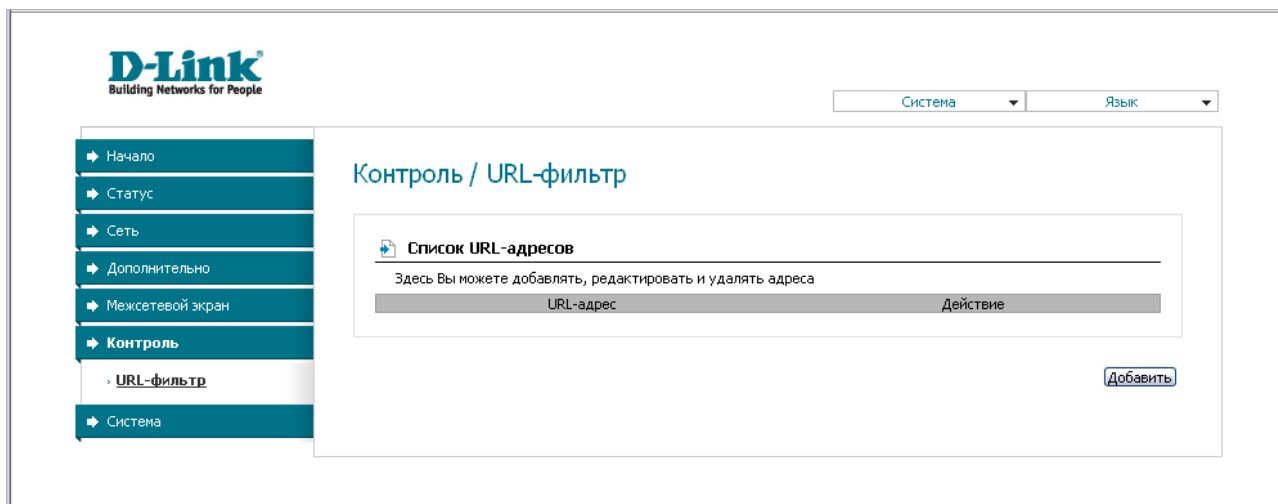 D-Link®
Building Networks for People
Система
Язык
Начало
Статус
Сеть
Дополнительно
Межсетевой экран
Контроль
URL-фильтр
Система
Контроль / URL-фильтр
Список URL-адресов
Здесь Вы можете добавлять, редактировать и удалять адреса
URL-адрес Действие
Добавить